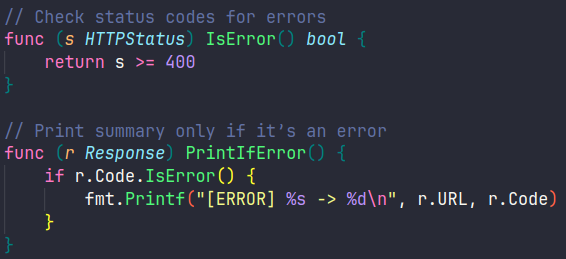 // Check status codes for errors
func (s HTTPStatus) IsError() bool {
    return s >= 400
}

// Print summary only if it's an error
func (r Response) PrintIfError() {
    if r.Code.IsError() {
        fmt.Printf("[ERROR] %s -> %d\n", r.URL, r.Code)
    }
}